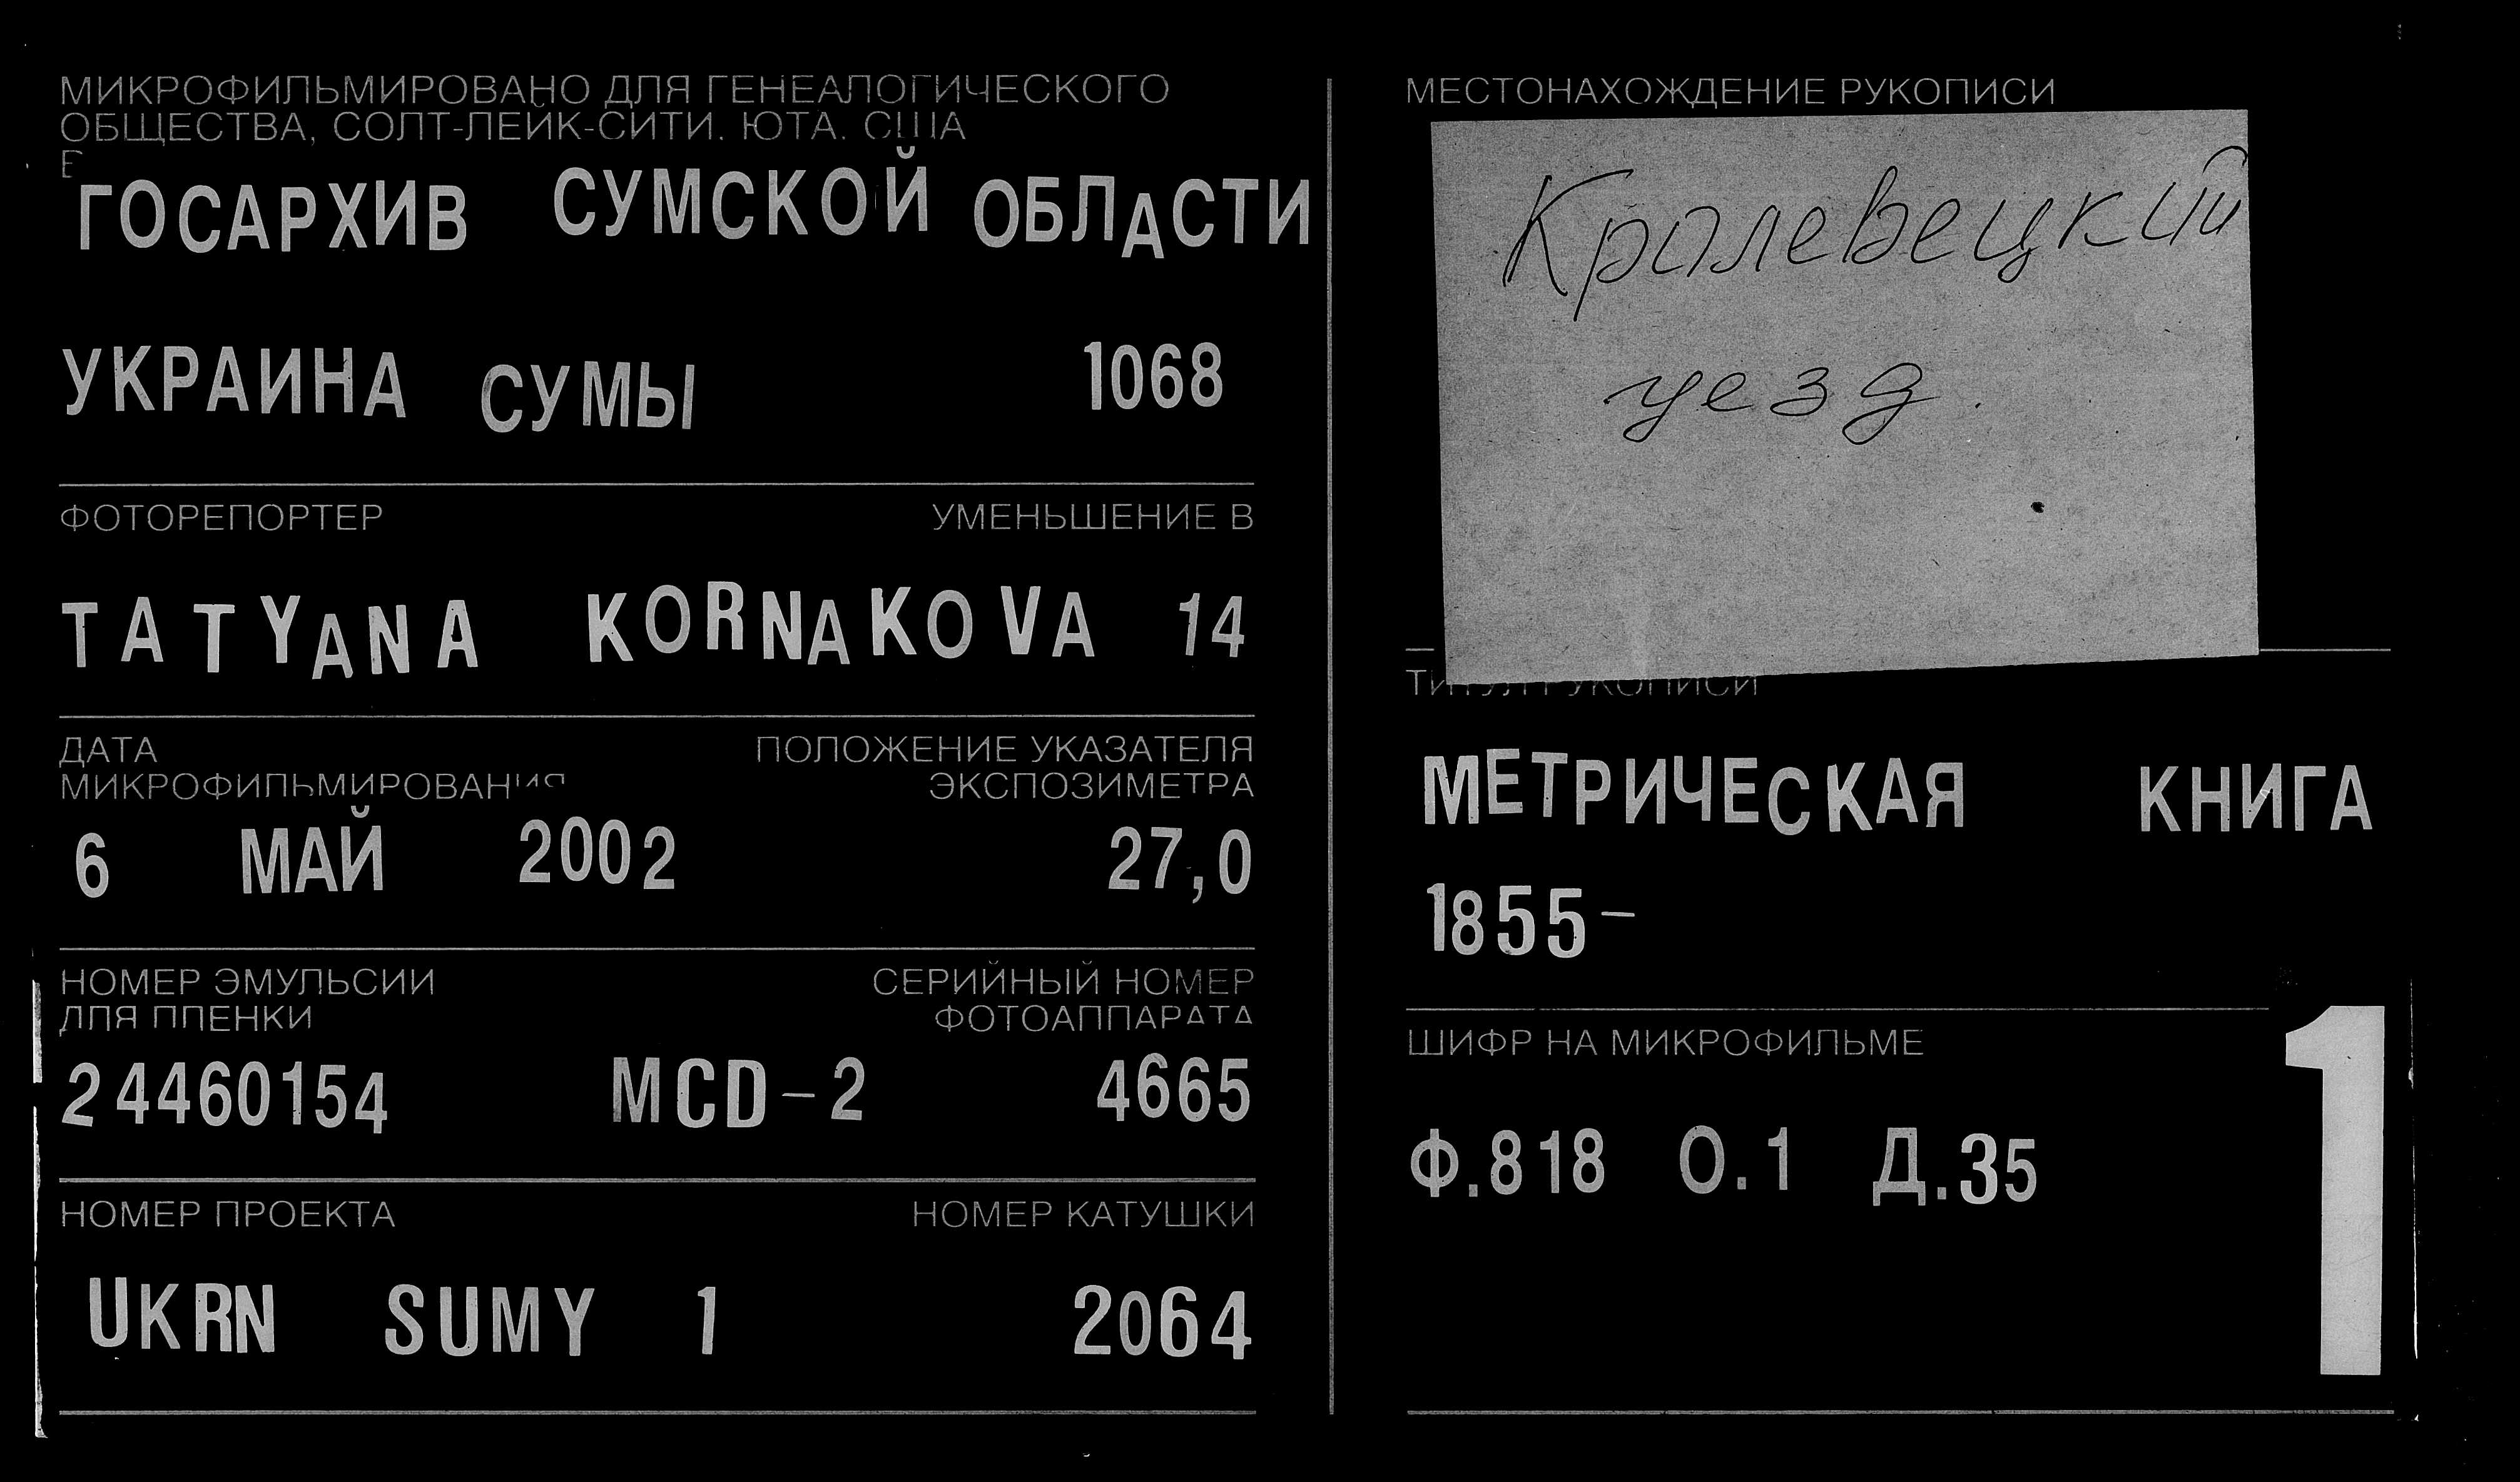 МИКРОФИЛЬМИРОВАНО ДЛЯ ГЕНЕАЛОГИЧЕСКОГО
ОБЩЕСТВА, СОЛТ-ЛЕЙК-СИТИ. ЮТА. США
ГОСАРХИВ СУМСКОЙ ОБЛАСТИ
УКРАИНА СУМЫ 1068
ФОТОРЕПОРТЕР УМЕНЬШЕНИЕ В
TATYANA KORNAKOVA 14
ДАТА ПОЛОЖЕНИЕ УКАЗАТЕЛЯ
МИКРОФИЛЬМИРОВАНИЯ ЭКСПОЗИМЕТРА
6 МАЙ 2002 27,0
НОМЕР ЭМУЛЬСИИ СЕРИЙНЫЙ НОМЕР
ДЛЯ ПЛЕНКИ ФОТОАППАРАТА
24460154 MCD-2 4665
НОМЕР ПРОЕКТА НОМЕР КАТУШКИ
UKRN SUMY 1 2064
МЕСТОНАХОЖДЕНИЕ РУКОПИСИ
Кролевецкий
уезд.
ТИТУЛ РУКОПИСИ
МЕТРИЧЕСКАЯ КНИГА
1855-
ШИФР НА МИКРОФИЛЬМЕ
Ф.818 О.1 Д.35
1